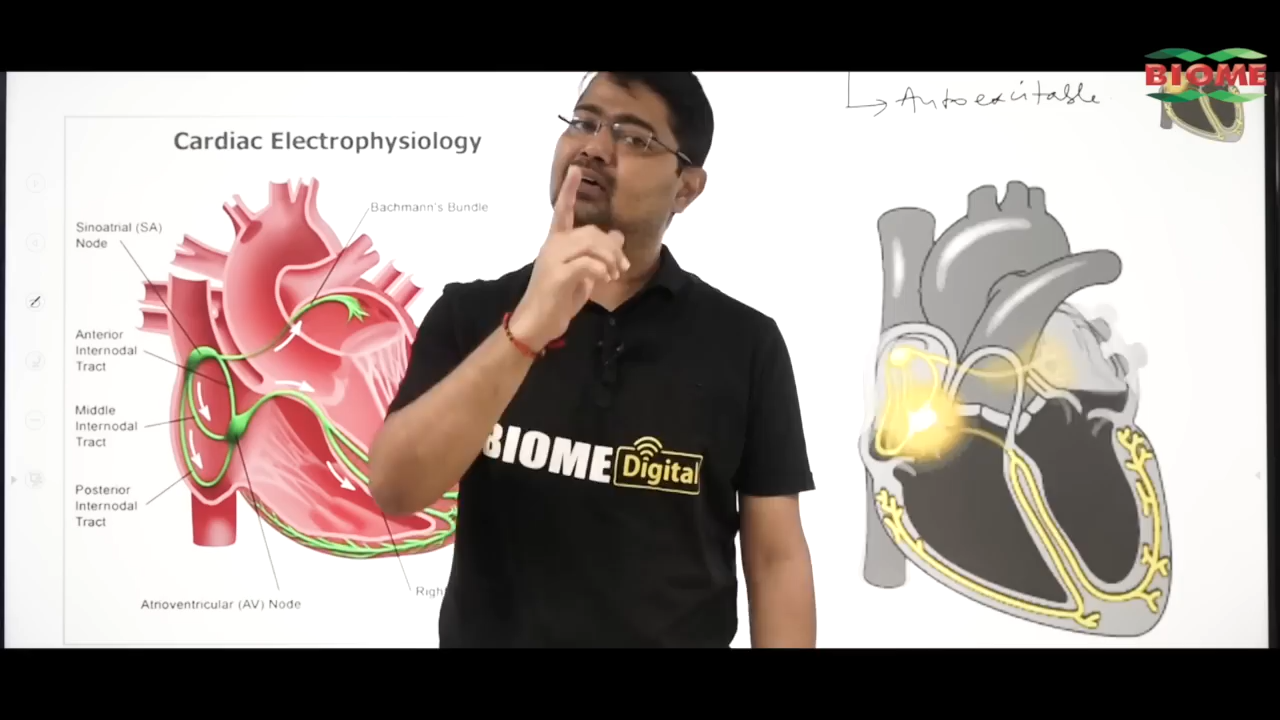 BIOME
Autoexcitable
Cardiac Electrophysiology
Bachmann's Bundle
Sinoatrial (SA)
Node
Anterior
Internodal
Tract
Middle
Internodal
Tract
Posterior
Internodal
Tract
Atrioventricular (AV) Node
Righ
BIOME
Digital